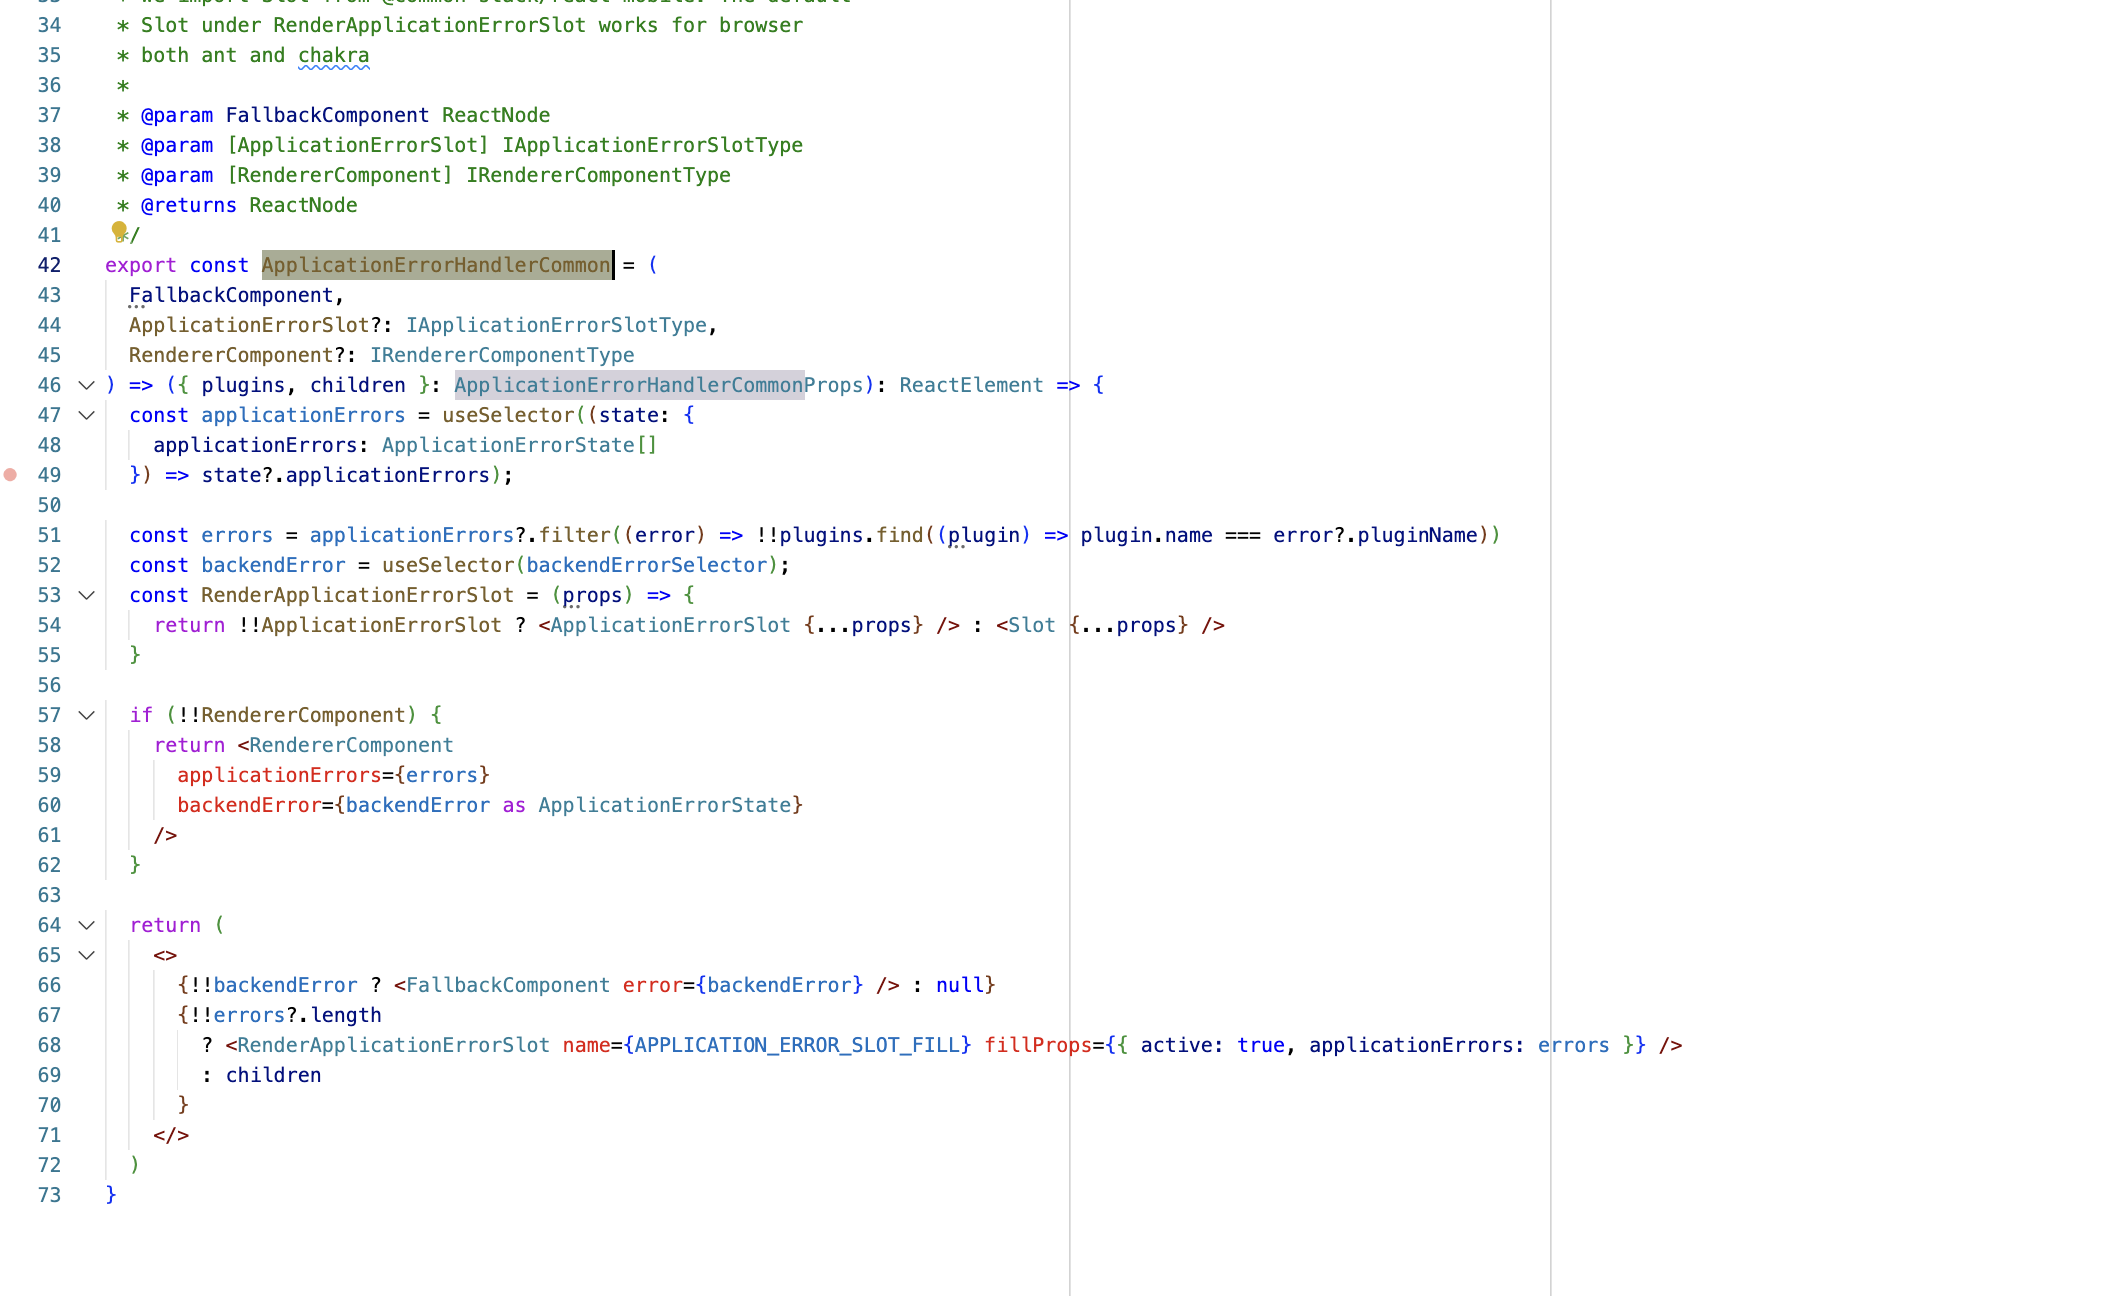 34 * Slot under RenderApplicationErrorSlot works for browser
35 * both ant and chakra
36 *
37 * @param FallbackComponent ReactNode
38 * @param [ApplicationErrorSlot] IApplicationErrorSlotType
39 * @param [RendererComponent] IRendererComponentType
40 * @returns ReactNode
41 */
42 export const ApplicationErrorHandlerCommon = (
43 FallbackComponent,
44 ApplicationErrorSlot?: IApplicationErrorSlotType,
45 RendererComponent?: IRendererComponentType
46 ) => ({ plugins, children }: ApplicationErrorHandlerCommonProps): ReactElement => {
47 const applicationErrors = useSelector((state: {
48 applicationErrors: ApplicationErrorState[]
49 }) => state?.applicationErrors);
50
51 const errors = applicationErrors?.filter((error) => !!plugins.find((plugin) => plugin.name === error?.pluginName))
52 const backendError = useSelector(backendErrorSelector);
53 const RenderApplicationErrorSlot = (props) => {
54 return !!ApplicationErrorSlot ? <ApplicationErrorSlot {...props} /> : <Slot {...props} />
55 }
56
57 if (!!RendererComponent) {
58 return <RendererComponent
59 applicationErrors={errors}
60 backendError={backendError as ApplicationErrorState}
61 />
62 }
63
64 return (
65 <>
66 {!!backendError ? <FallbackComponent error={backendError} /> : null}
67 {!!errors?.length
68 ? <RenderApplicationErrorSlot name={APPLICATION_ERROR_SLOT_FILL} fillProps={{ active: true, applicationErrors: errors }} />
69 : children
70 }
71 </>
72 )
73 }